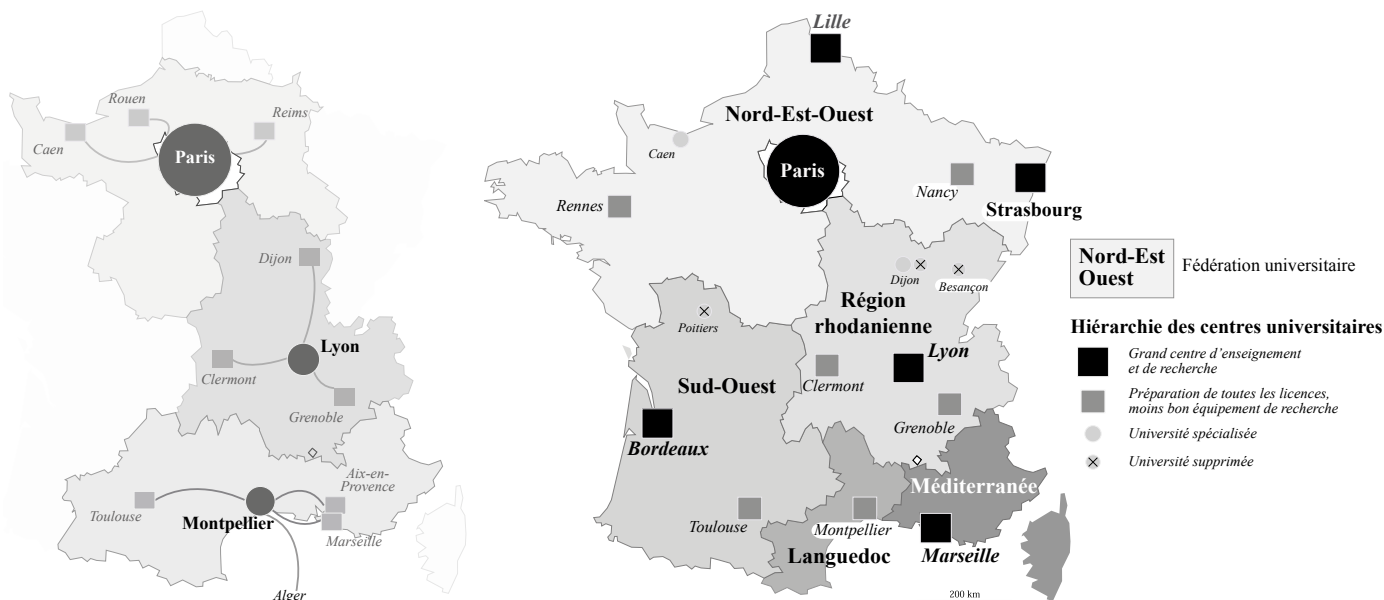 Rouen
Reims
Caen
Paris
Dijon
Lyon
Clermont
Grenoble
Aix-en-
Provence
Toulouse
Montpellier
Marseille
Alger
Lille
Nord-Est-Ouest
Caen
Paris
Nancy
Rennes
Strasbourg
Dijon
Besançon
Région
rhodanienne
Poitiers
Lyon
Clermont
Sud-Ouest
Grenoble
Bordeaux
Méditerranée
Toulouse
Montpellier
Languedoc
Marseille
200 km
Nord-Est
Ouest
Fédération universitaire
Hiérarchie des centres universitaires
Grand centre d'enseignement
et de recherche
Préparation de toutes les licences,
moins bon équipement de recherche
Université spécialisée
Université supprimée